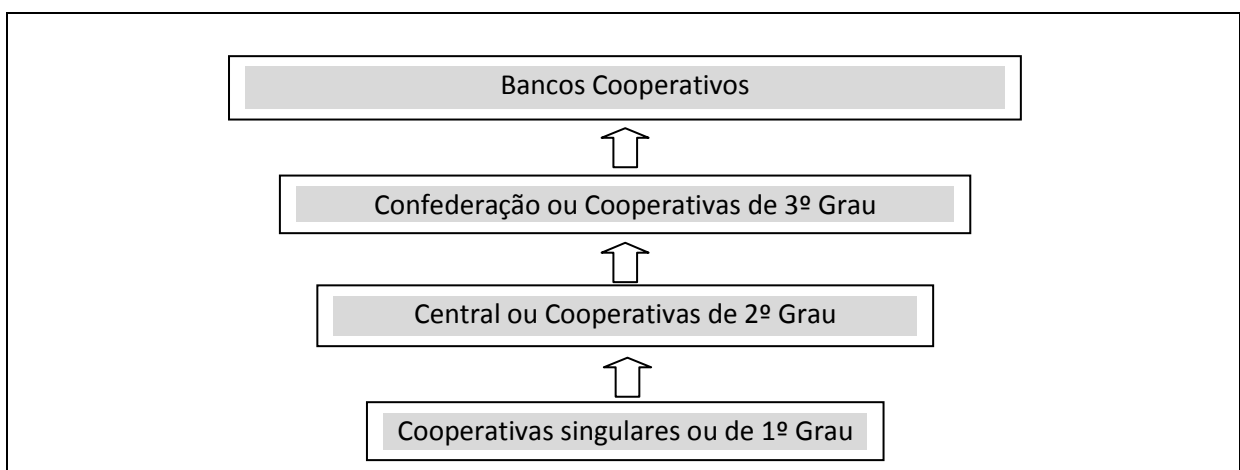 Bancos Cooperativos
Confederação ou Cooperativas de 3º Grau
Central ou Cooperativas de 2º Grau
Cooperativas singulares ou de 1º Grau